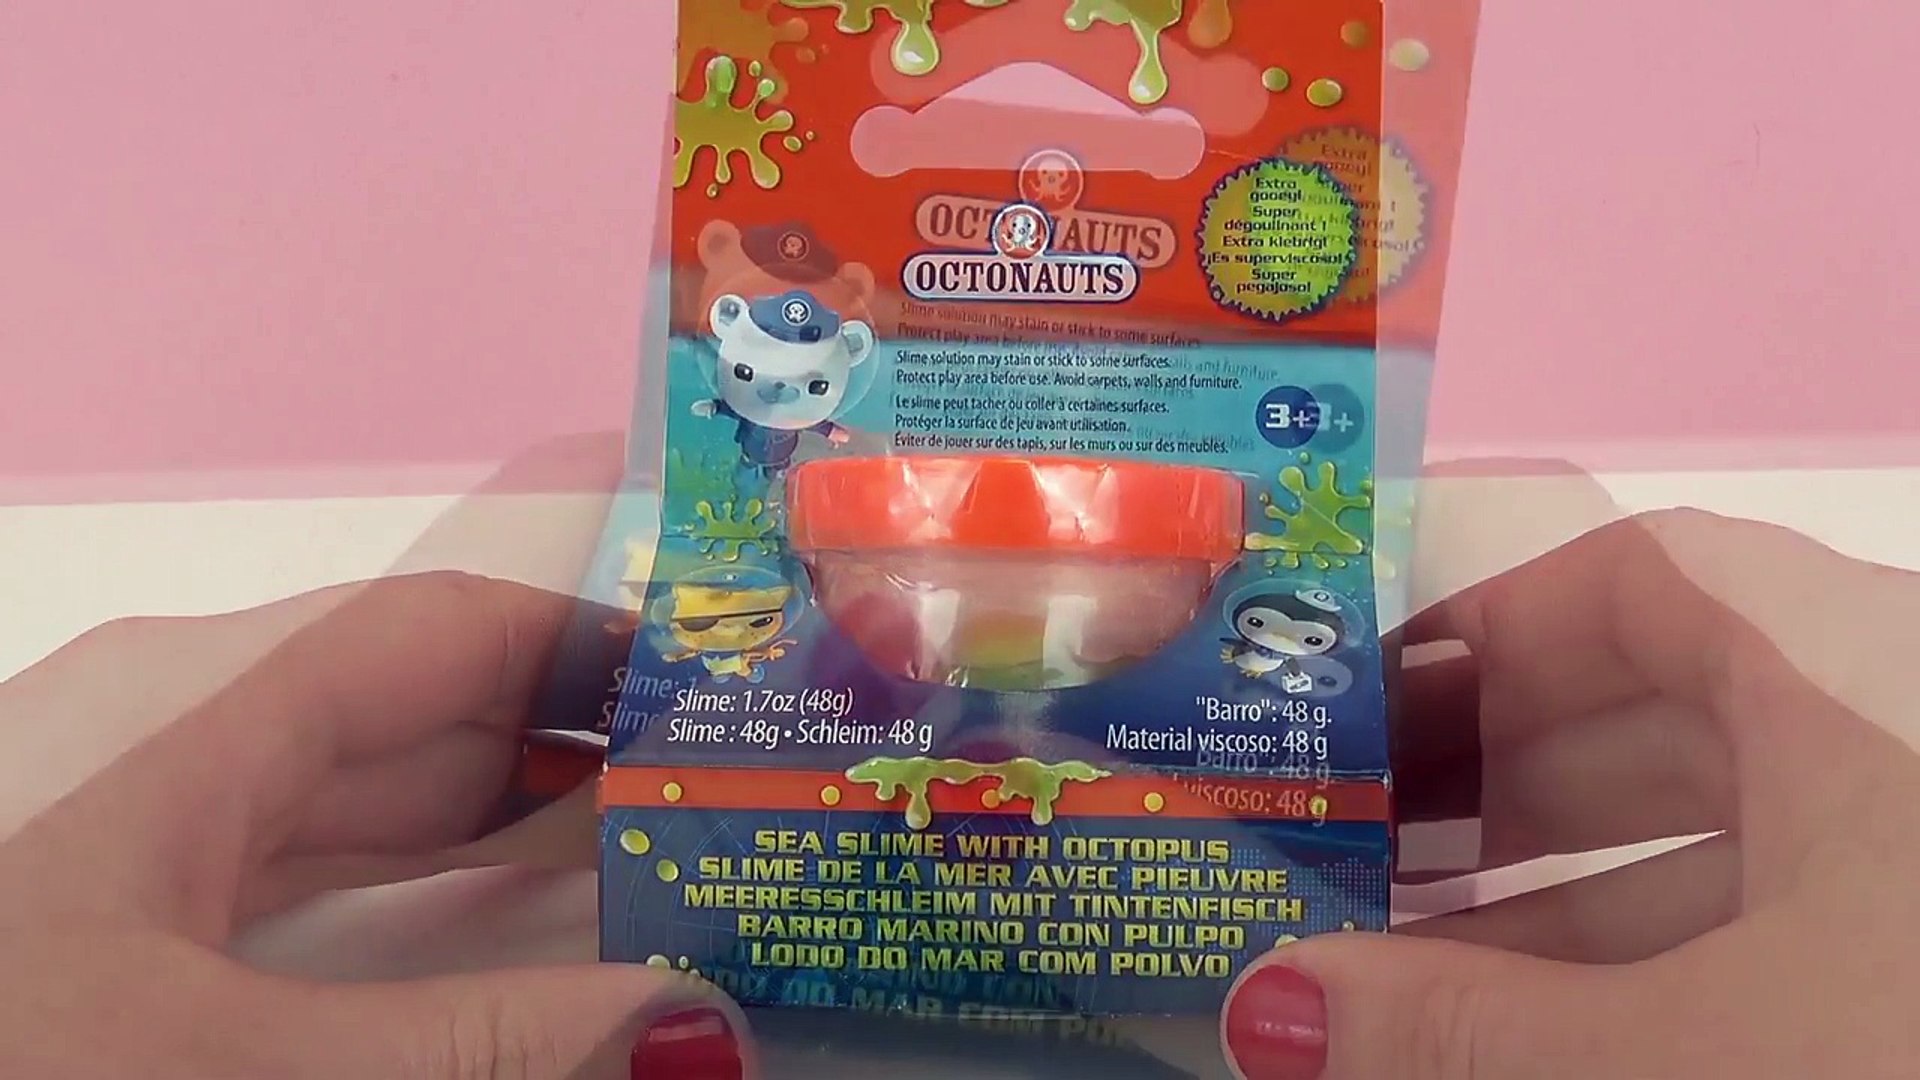 OCTONAUTS
Extra
gooey!
Super
dégoulinant !
Extra klebrig!
¡Es superviscoso!
Super
pegajoso!
Slime solution may stain or stick to some surfaces.
Protect play area before use. Avoid carpets, walls and furniture.
Le slime peut tacher ou coller à certaines surfaces.
Protéger la surface de jeu avant utilisation.
Éviter de jouer sur des tapis, sur les murs ou sur des meubles.
3+
Slime: 1.7oz (48g)
Slime : 48g • Schleim: 48 g
"Barro": 48 g.
Material viscoso: 48 g
SEA SLIME WITH OCTOPUS
SLIME DE LA MER AVEC PIEUVRE
MEERESSCHLEIM MIT TINTENFISCH
BARRO MARINO CON PULPO
LODO DO MAR COM POLVO